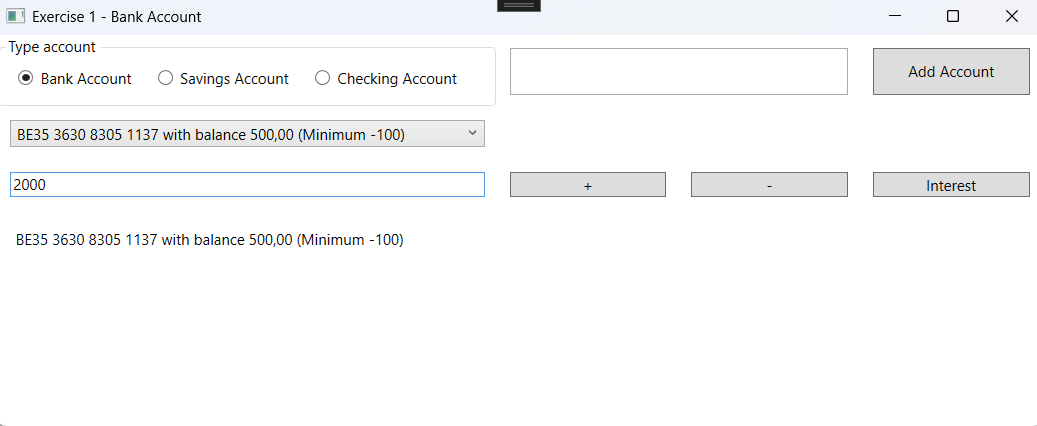 Exercise 1 - Bank Account
Type account
Bank Account Savings Account Checking Account
Add Account
BE35 3630 8305 1137 with balance 500,00 (Minimum -100)
2000
+ - Interest
BE35 3630 8305 1137 with balance 500,00 (Minimum -100)